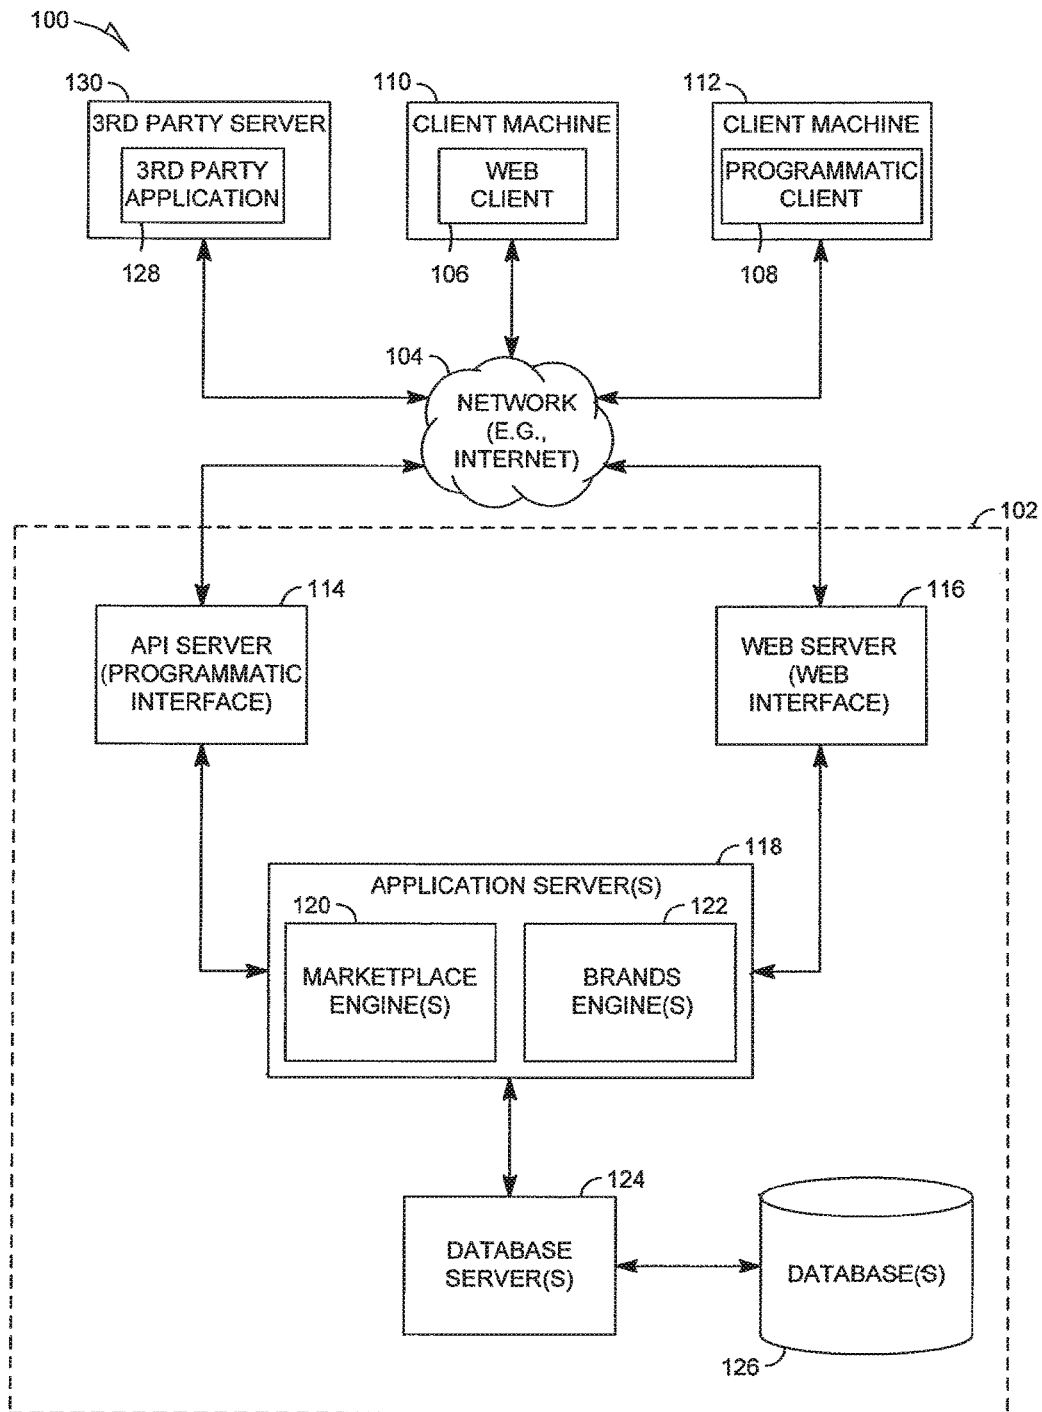 100
130
3RD PARTY SERVER
3RD PARTY
APPLICATION
128
110
CLIENT MACHINE
WEB
CLIENT
106
112
CLIENT MACHINE
PROGRAMMATIC
CLIENT
108
104
NETWORK
(E.G.,
INTERNET)
102
114
API SERVER
(PROGRAMMATIC
INTERFACE)
116
WEB SERVER
(WEB
INTERFACE)
118
APPLICATION SERVER(S)
120
MARKETPLACE
ENGINE(S)
122
BRANDS
ENGINE(S)
124
DATABASE
SERVER(S)
DATABASE(S)
126